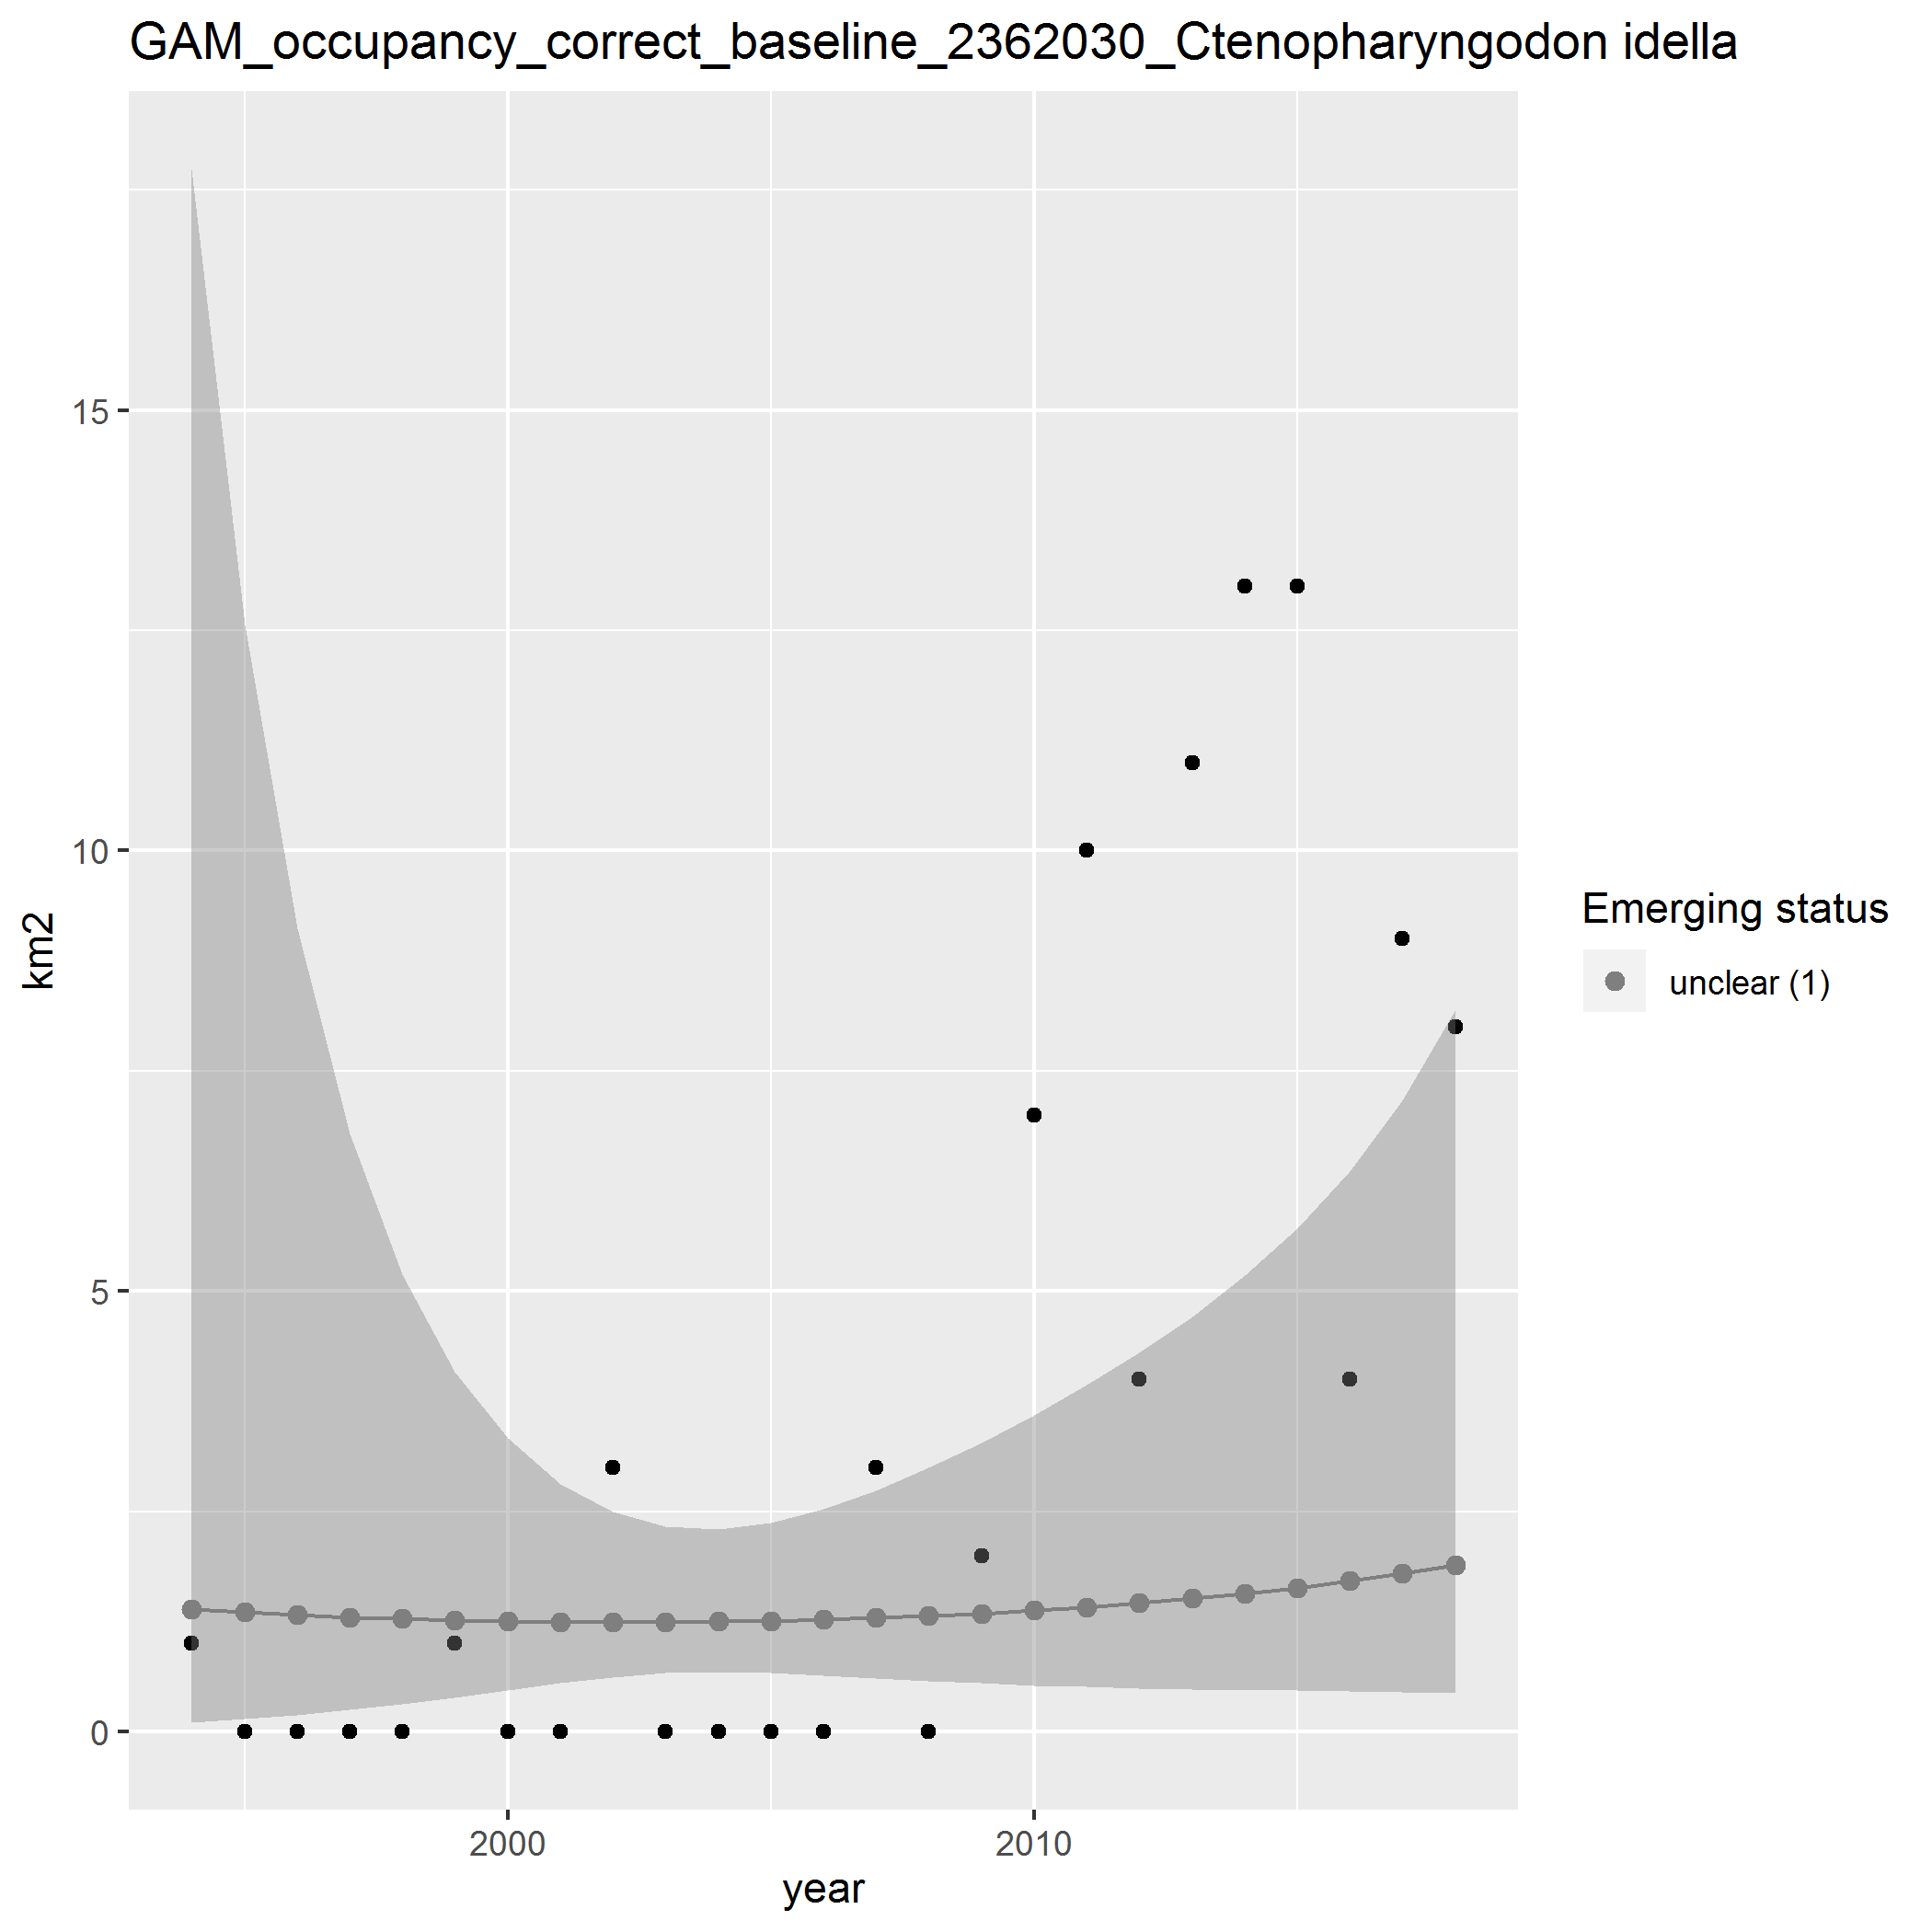 GAM_occupancy_correct_baseline_2362030_Ctenopharyngodon idella
15
10
5
0
km2
2000
2010
year
Emerging status
unclear (1)